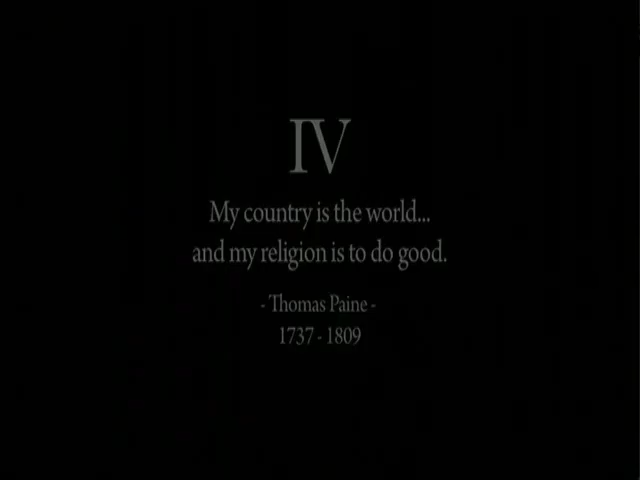 IV
My country is the world...
and my religion is to do good.
- Thomas Paine -
1737 - 1809